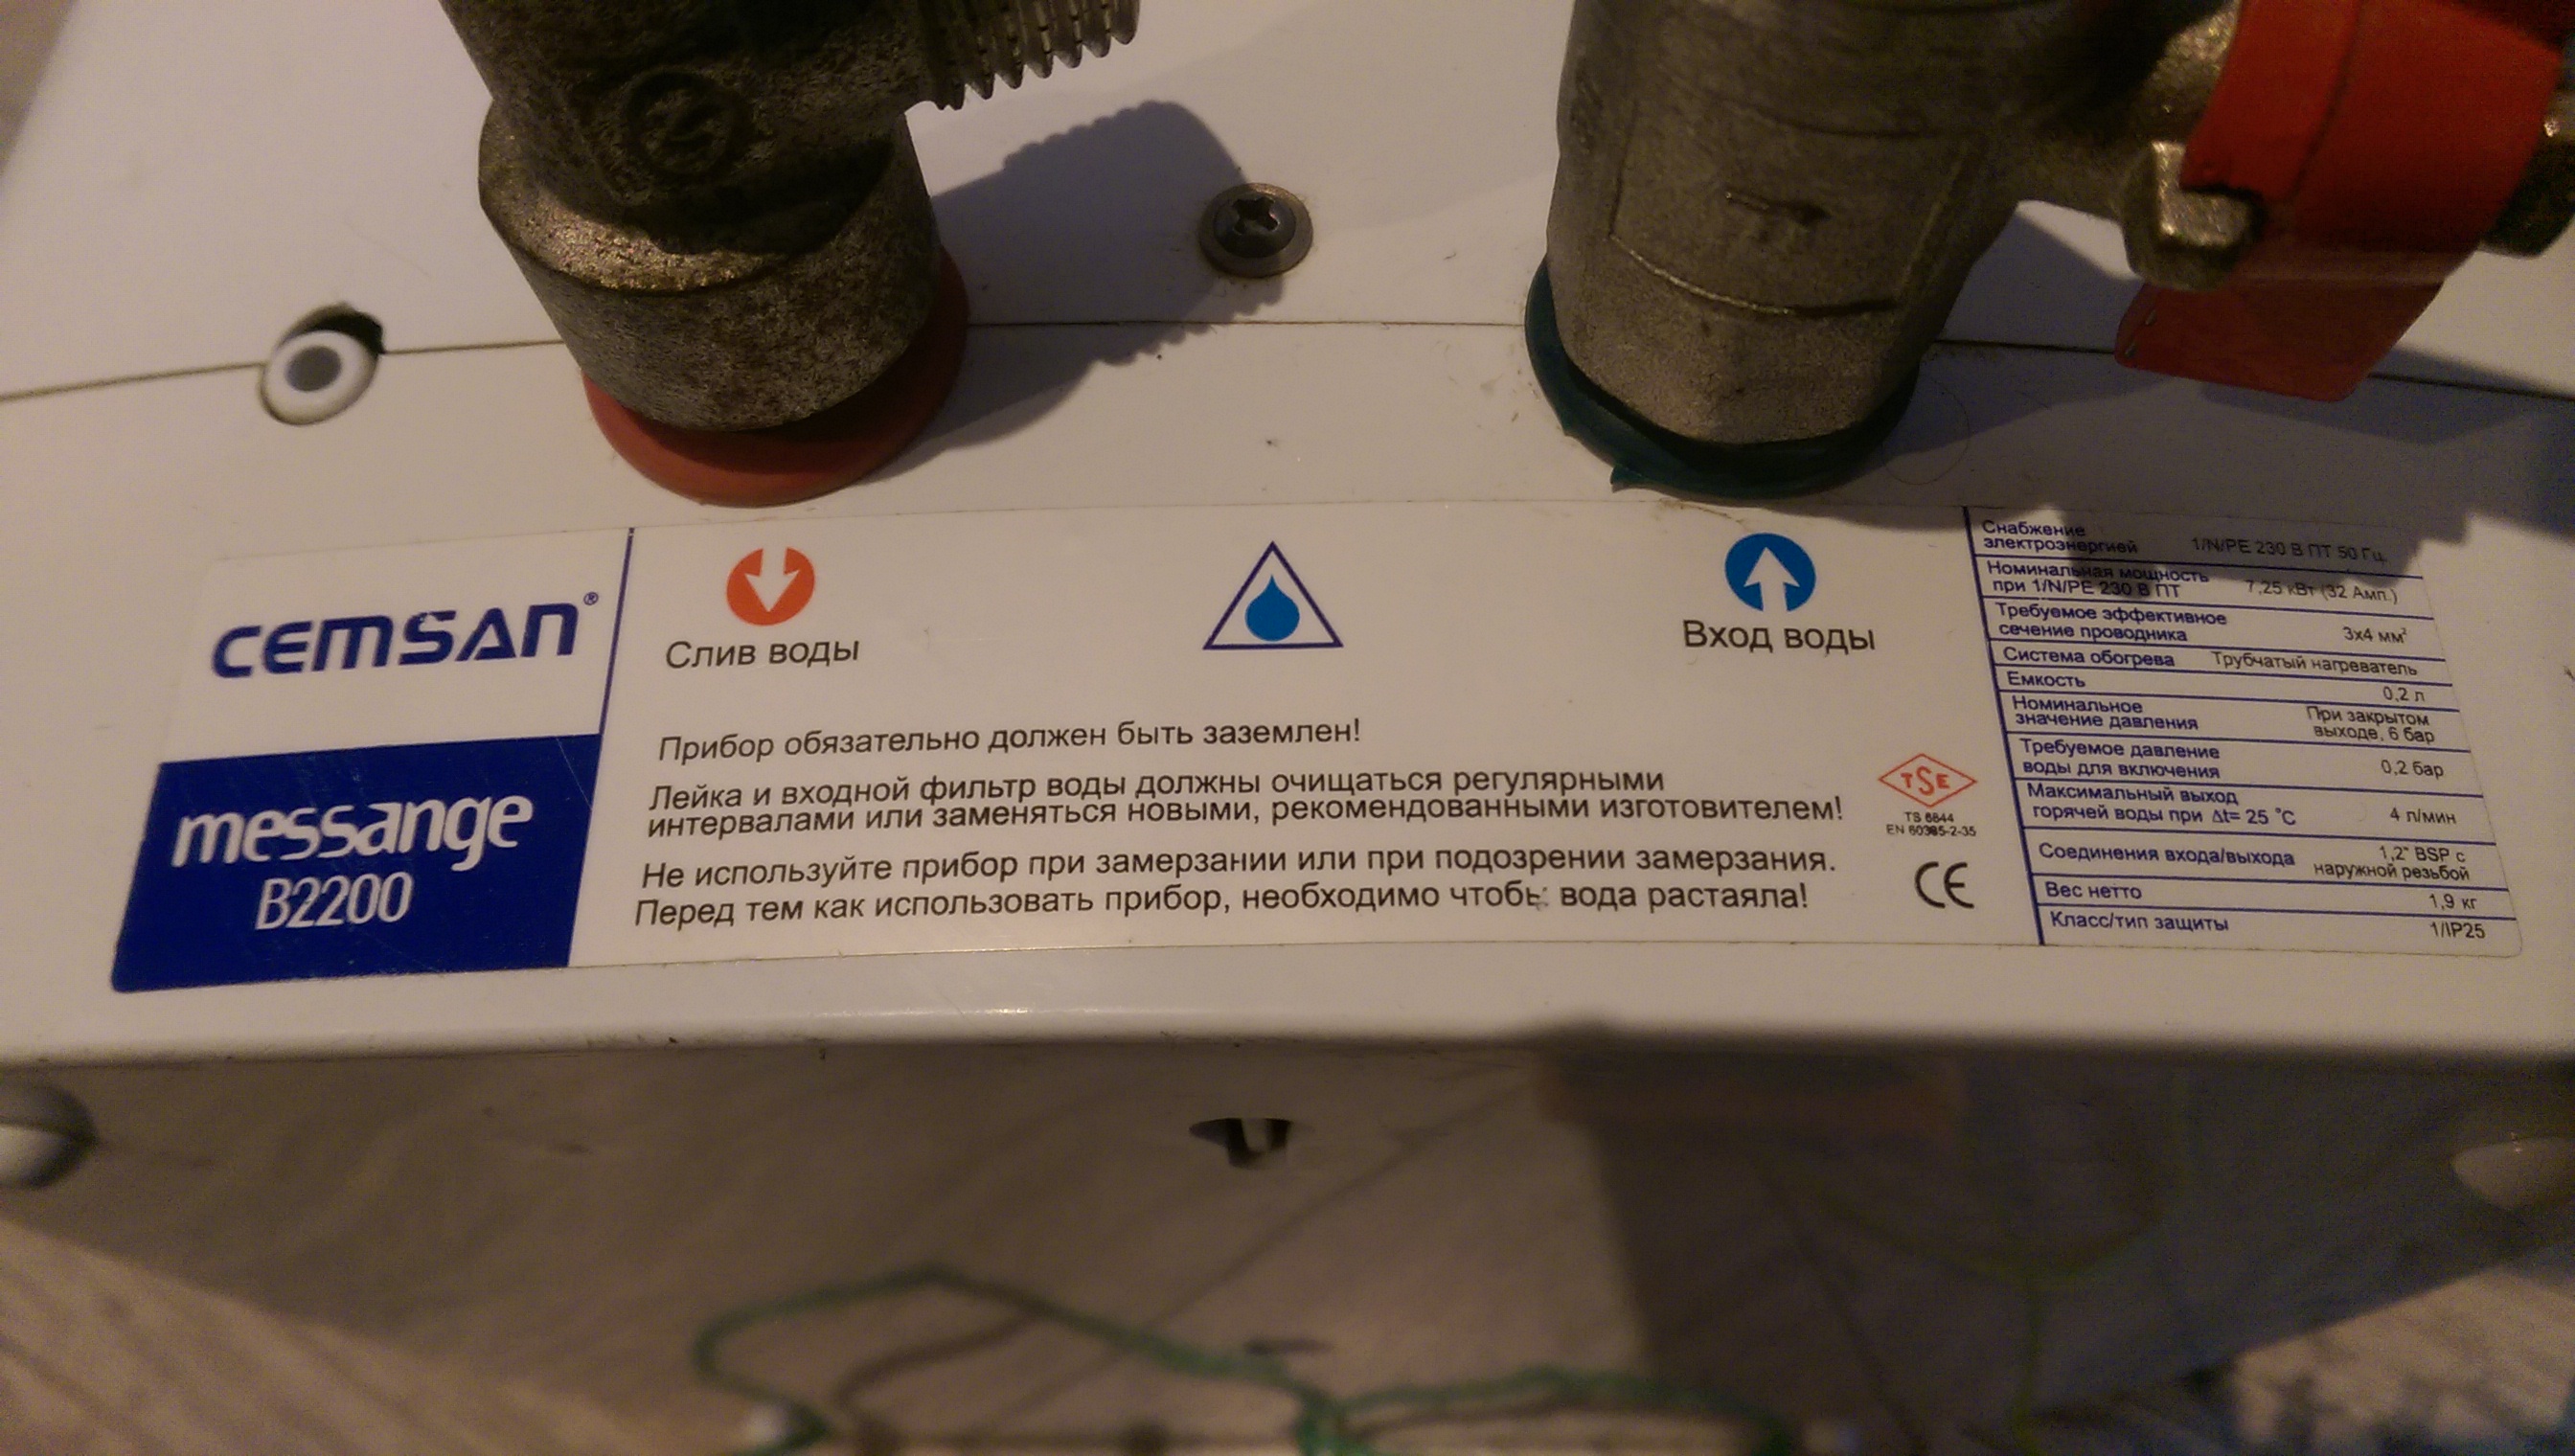 CEMSAN®
messange
B2200
Слив воды
Вход воды
Прибор обязательно должен быть заземлен!
Лейка и входной фильтр воды должны очищаться регулярными
интервалами или заменяться новыми, рекомендованными изготовителем!
Не используйте прибор при замерзании или при подозрении замерзания.
Перед тем как использовать прибор, необходимо чтобы вода растаяла!
TSE
TS 6844
EN 60335-2-35
CE
Снабжение
электроэнергией 1/N/PE 230 В ПТ 50 Гц.
Номинальная мощность
при 1/N/PE 230 В ПТ 7,25 кВт (32 Амп.)
Требуемое эффективное
сечение проводника 3x4 мм²
Система обогрева Трубчатый нагреватель
Емкость 0,2 л
Номинальное При закрытом
значение давления выходе, 6 бар
Требуемое давление
воды для включения 0,2 бар
Максимальный выход
горячей воды при Δt= 25 °C 4 л/мин
Соединения входа/выхода 1,2" BSP с
наружной резьбой
Вес нетто 1,9 кг
Класс/тип защиты 1/IP25